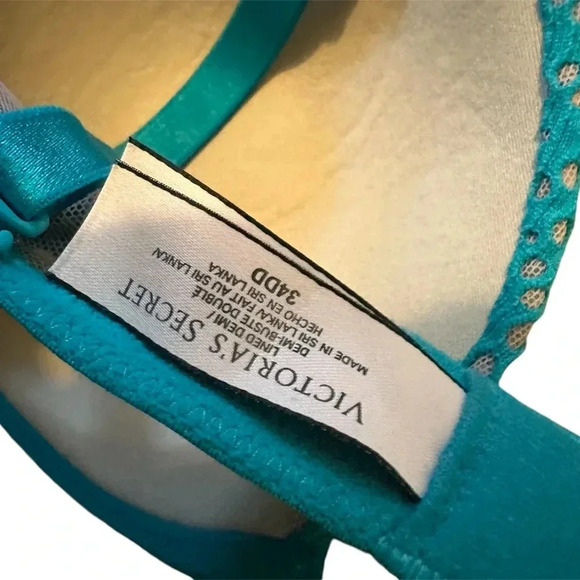 VICTORIA'S SECRET
LINED DEMI/
DEMI-BUSTE DOUBLÉ
MADE IN SRI LANKA/ FAIT AU SRI LANKA/
HECHO EN SRI LANKA
34DD